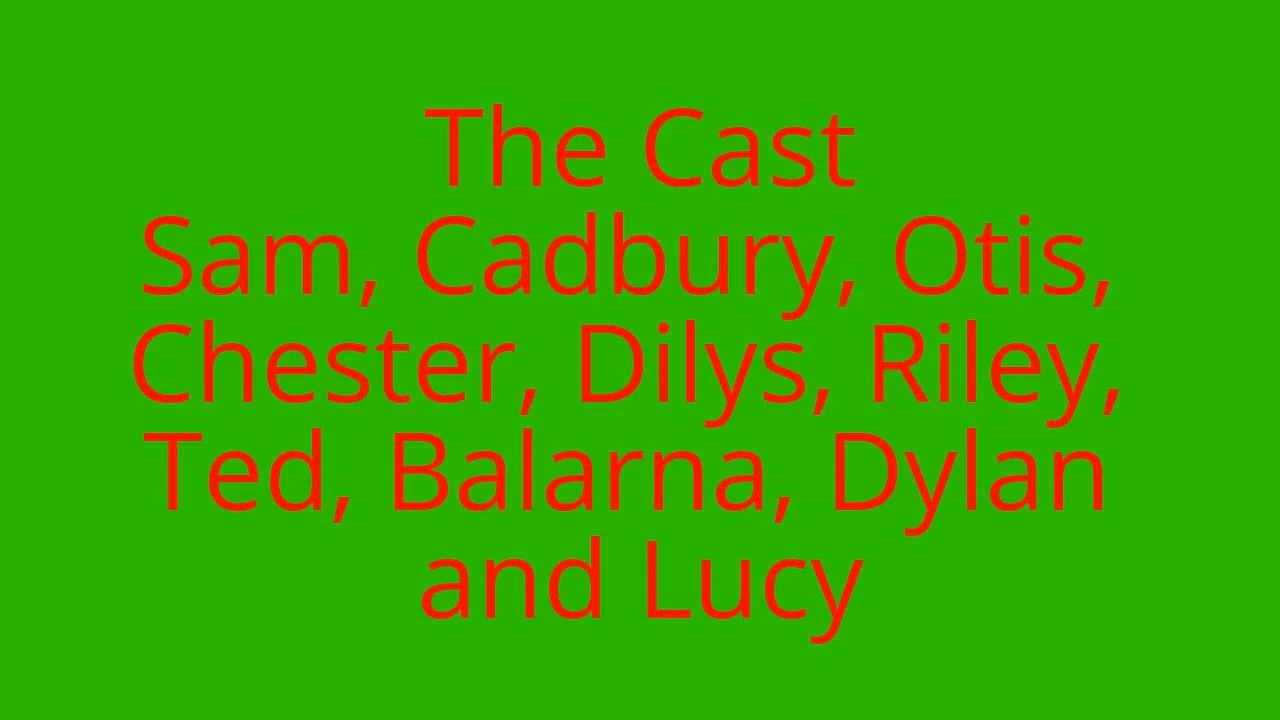 The Cast
Sam, Cadbury, Otis,
Chester, Dilys, Riley,
Ted, Balarna, Dylan
and Lucy